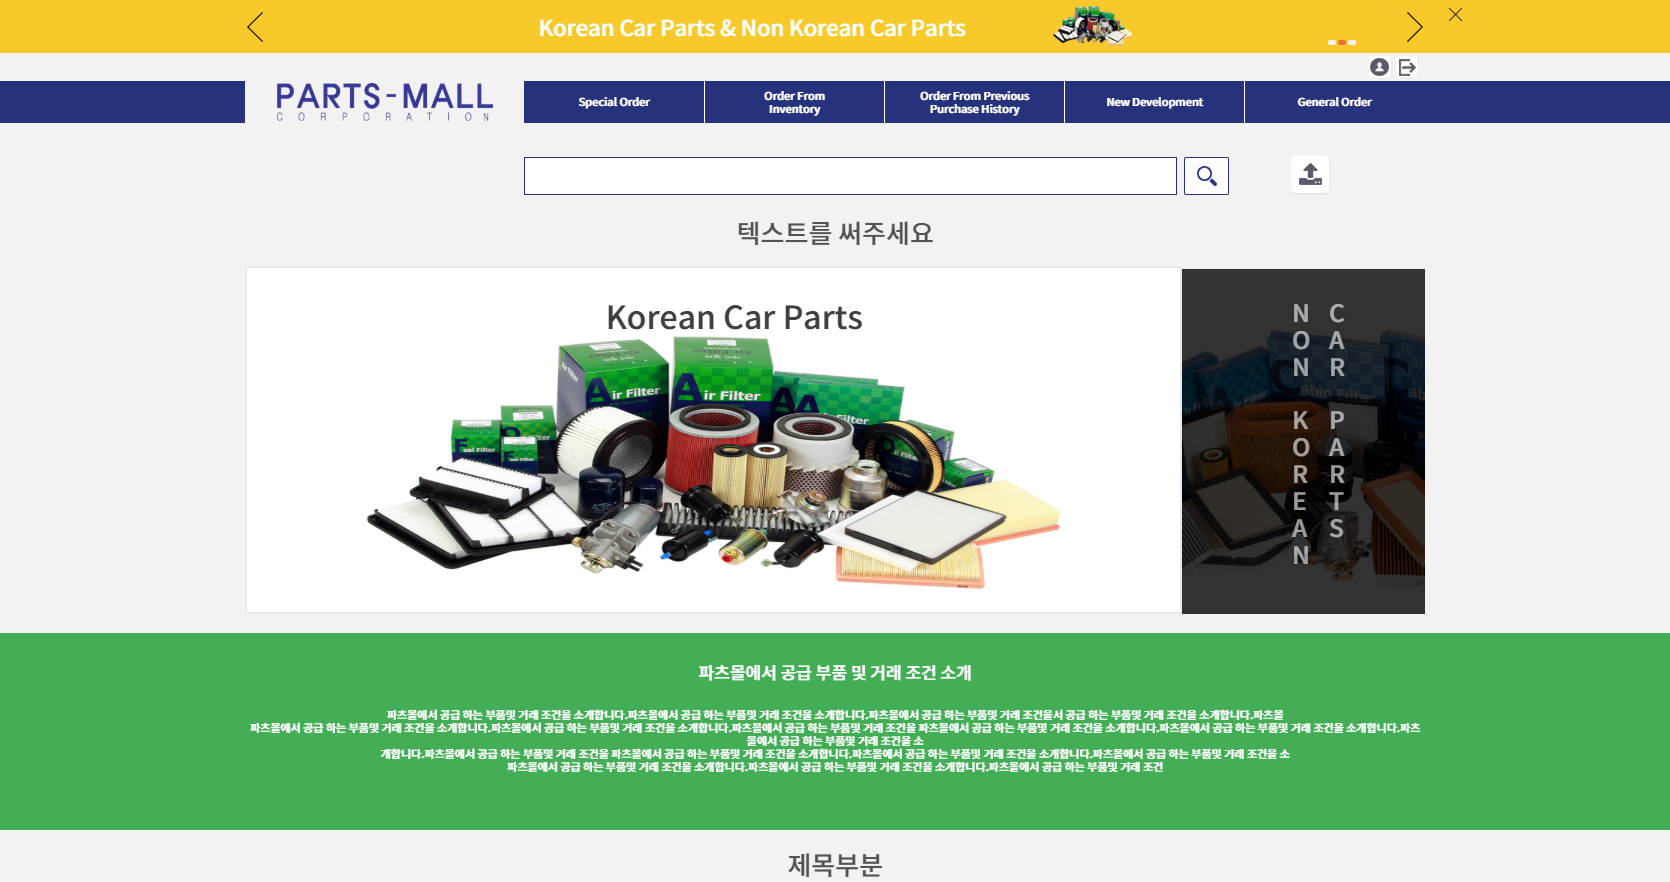 Korean Car Parts & Non Korean Car Parts
PARTS-MALL
CORPORATION
Special Order
Order From
Inventory
Order From Previous
Purchase History
New Development
General Order
텍스트를 써주세요
Korean Car Parts
Air Filter
Air Filter
Air Filter
Fuel Filter
NON KOREAN
CAR PARTS
파츠몰에서 공급 부품 및 거래 조건 소개
파츠몰에서 공급 하는 부품및 거래 조건을 소개합니다.파츠몰에서 공급 하는 부품및 거래 조건을 소개합니다.파츠몰에서 공급 하는 부품및 거래 조건을서 공급 하는 부품및 거래 조건을 소개합니다.파츠몰
파츠몰에서 공급 하는 부품및 거래 조건을 소개합니다.파츠몰에서 공급 하는 부품및 거래 조건을 소개합니다.파츠몰에서 공급 하는 부품및 거래 조건을 파츠몰에서 공급 하는 부품및 거래 조건을 소개합니다.파츠몰에서 공급 하는 부품및 거래 조건을 소개합니다.파츠
몰에서 공급 하는 부품및 거래 조건을 소
개합니다.파츠몰에서 공급 하는 부품및 거래 조건을 파츠몰에서 공급 하는 부품및 거래 조건을 소개합니다.파츠몰에서 공급 하는 부품및 거래 조건을 소개합니다.파츠몰에서 공급 하는 부품및 거래 조건을 소
파츠몰에서 공급 하는 부품및 거래 조건을 소개합니다.파츠몰에서 공급 하는 부품및 거래 조건을 소개합니다.파츠몰에서 공급 하는 부품및 거래 조건
제목부분